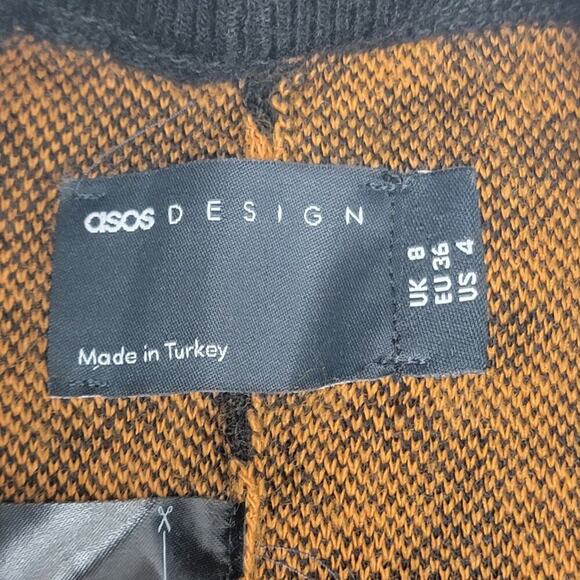 asos DESIGN
Made in Turkey
UK 8
EU 36
US 4